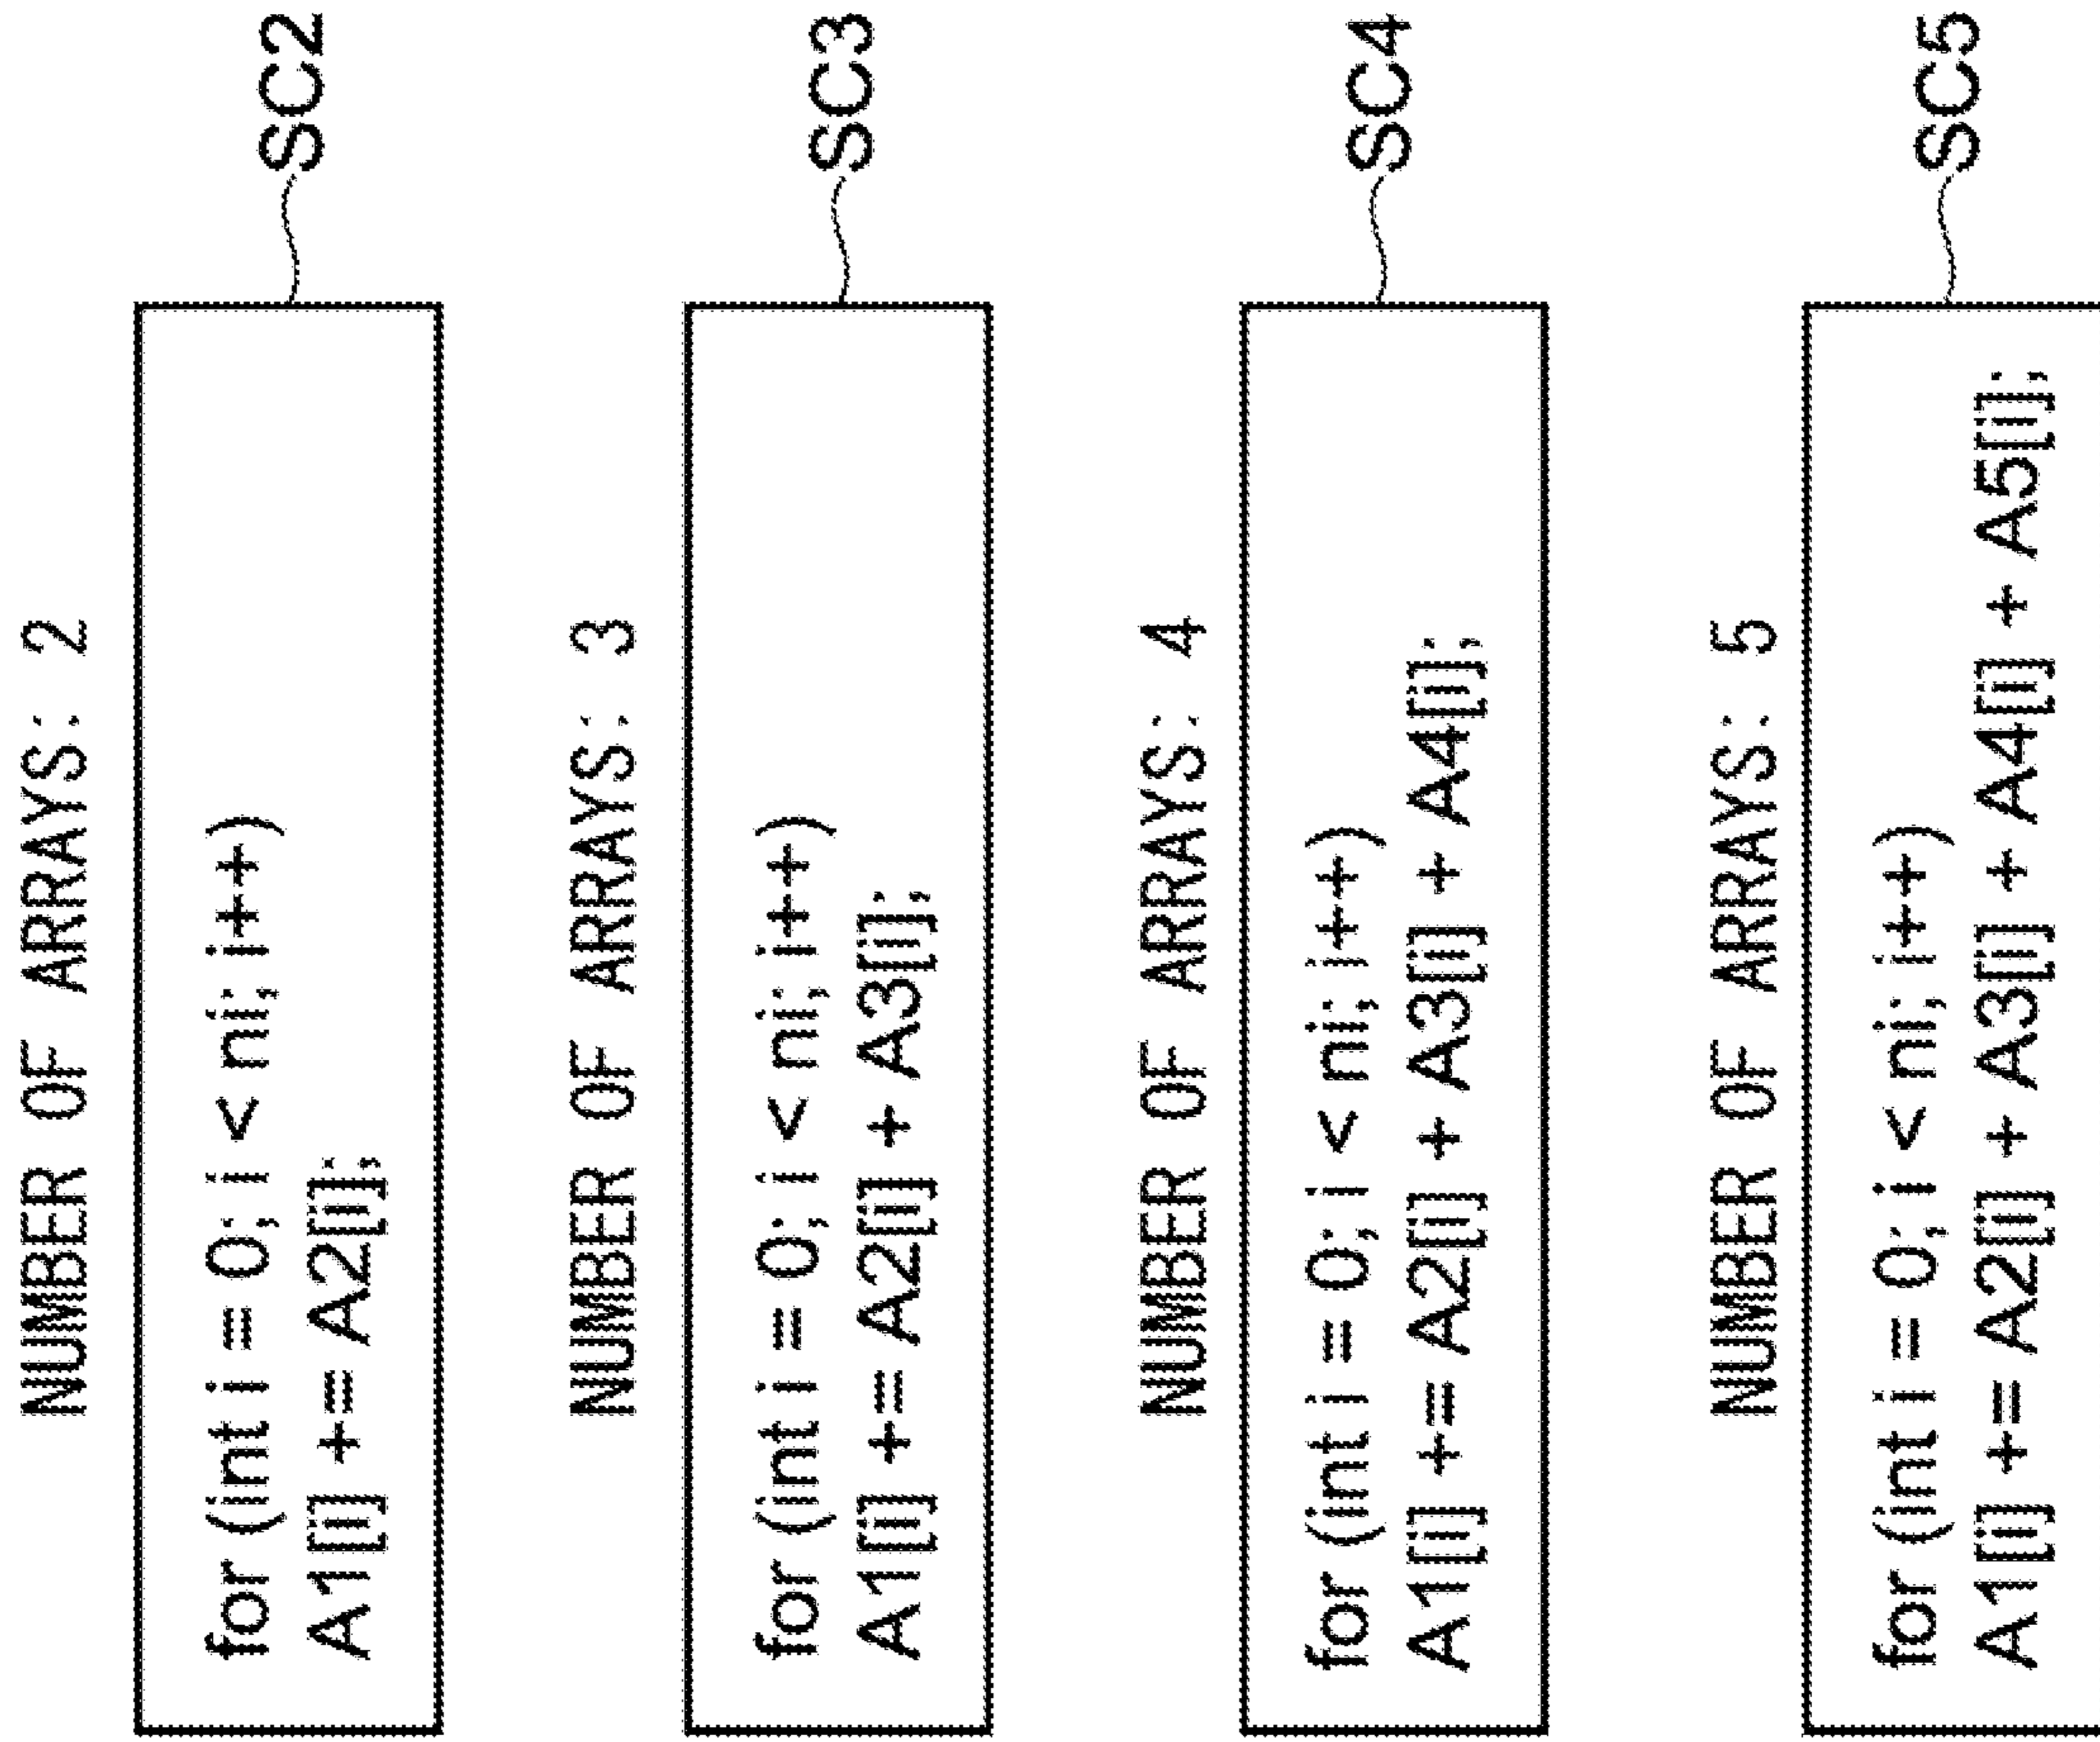 NUMBER OF ARRAYS: 2
for (int i = 0; i < ni; i++)
A1[i] += A2[i];
SC2
NUMBER OF ARRAYS: 3
for (int i = 0; i < ni; i++)
A1[i] += A2[i] + A3[i];
SC3
NUMBER OF ARRAYS: 4
for (int i = 0; i < ni; i++)
A1[i] += A2[i] + A3[i] + A4[i];
SC4
NUMBER OF ARRAYS: 5
for (int i = 0; i < ni; i++)
A1[i] += A2[i] + A3[i] + A4[i] + A5[i];
SC5